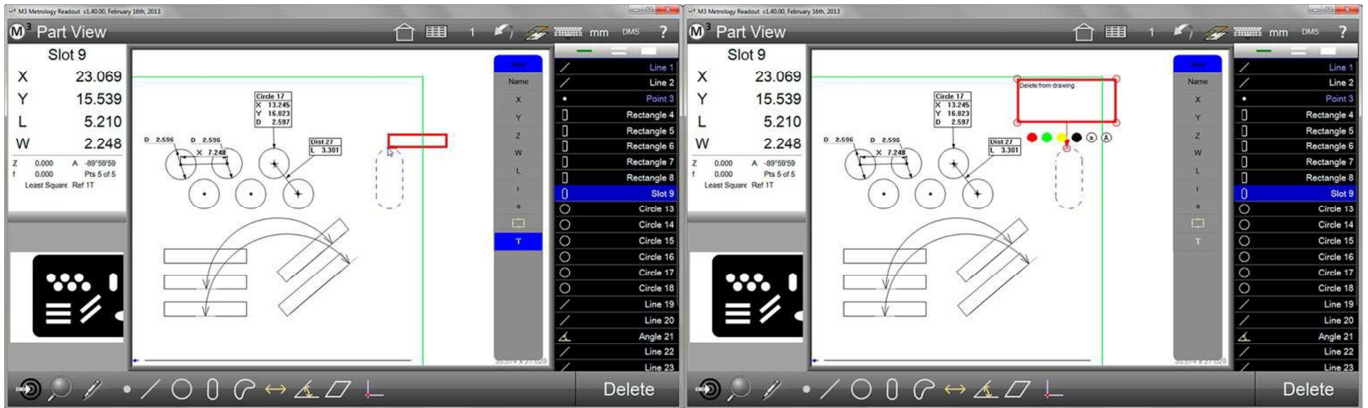 M3 Metrology Readout v1.40.00, February 16th, 2013
M3 Part View
1 mm DMS ?
Slot 9
X 23.069
Y 15.539
L 5.210
W 2.248
Z 0.000 A -89°59'59
f 0.000 Pts 5 of 5
Least Square Ref 1T
Circle 17
X 13.245
Y 16.823
D 2.597
D 2.596 D 2.596
X 7.248
Dist 27
L 3.301
Name
X
Y
Z
W
L
r
a
T
Line 1
Line 2
Point 3
Rectangle 4
Rectangle 5
Rectangle 6
Rectangle 7
Rectangle 8
Slot 9
Circle 13
Circle 14
Circle 15
Circle 16
Circle 17
Circle 18
Line 19
Line 20
Angle 21
Line 22
Line 23
Delete
M3 Metrology Readout v1.40.00, February 16th, 2013
M3 Part View
1 mm DMS ?
Slot 9
X 23.069
Y 15.539
L 5.210
W 2.248
Z 0.000 A -89°59'59
f 0.000 Pts 5 of 5
Least Square Ref 1T
Delete from drawing
a A
Circle 17
X 13.245
Y 16.823
D 2.597
D 2.596 D 2.596
X 7.248
Dist 27
L 3.301
Name
X
Y
Z
W
L
r
a
T
Line 1
Line 2
Point 3
Rectangle 4
Rectangle 5
Rectangle 6
Rectangle 7
Rectangle 8
Slot 9
Circle 13
Circle 14
Circle 15
Circle 16
Circle 17
Circle 18
Line 19
Line 20
Angle 21
Line 22
Line 23
Delete